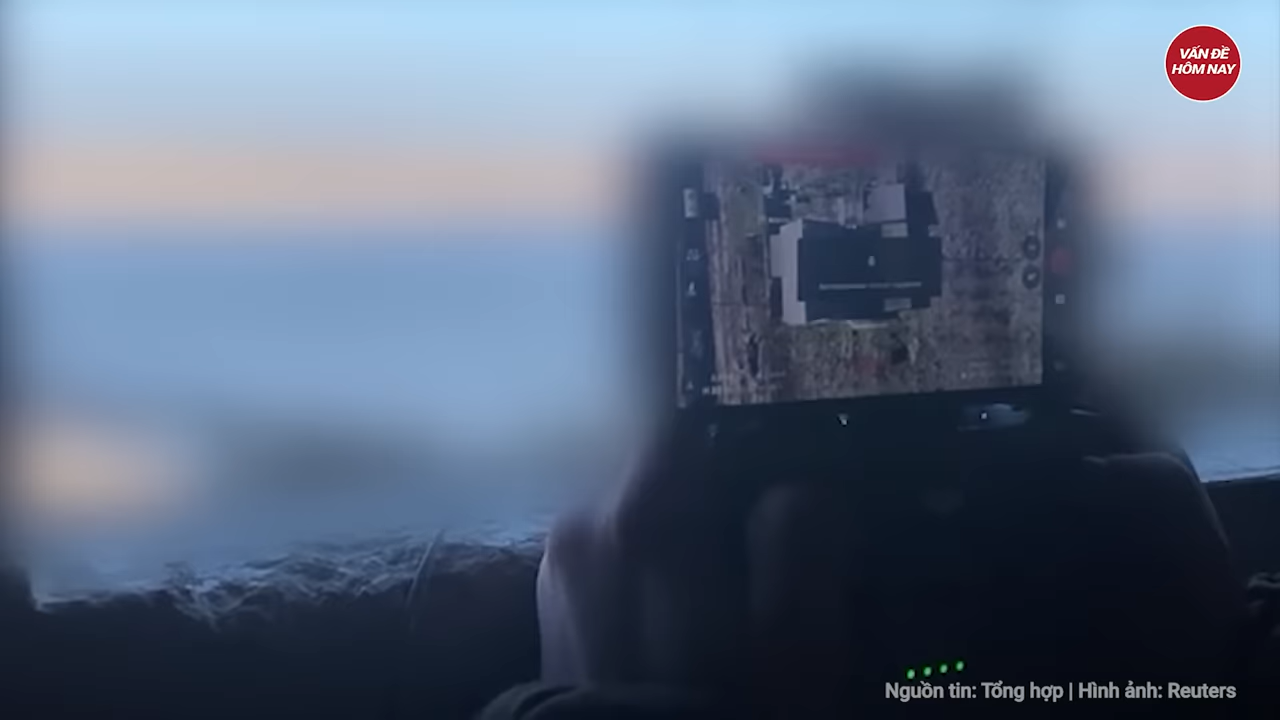 VẤN ĐỀ
HÔM NAY
Nguồn tin: Tổng hợp | Hình ảnh: Reuters